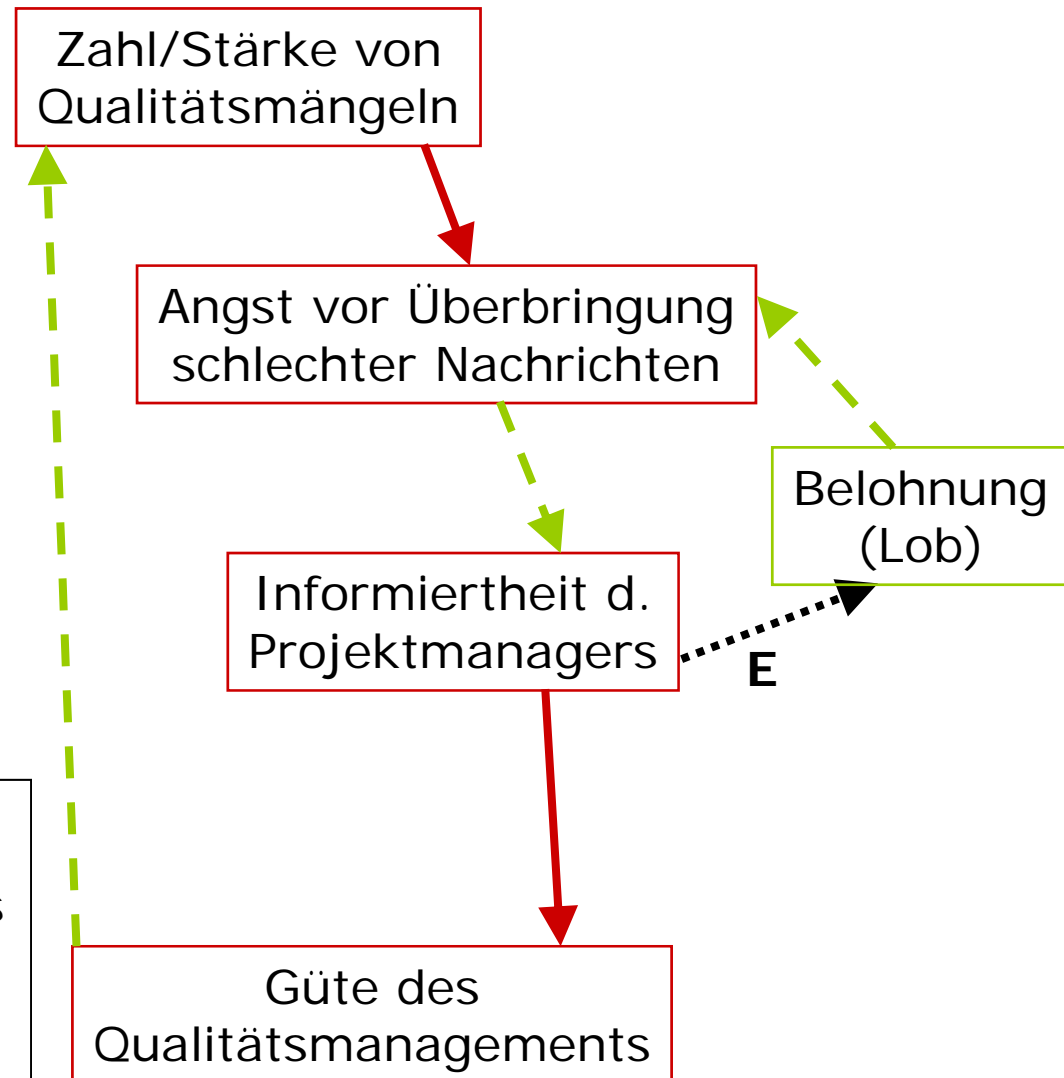 Zahl/Stärke von
Qualitätsmängeln
Angst vor Überbringung
schlechter Nachrichten
Belohnung
(Lob)
Informiertheit d.
Projektmanagers
E
s
Güte des
Qualitätsmanagements